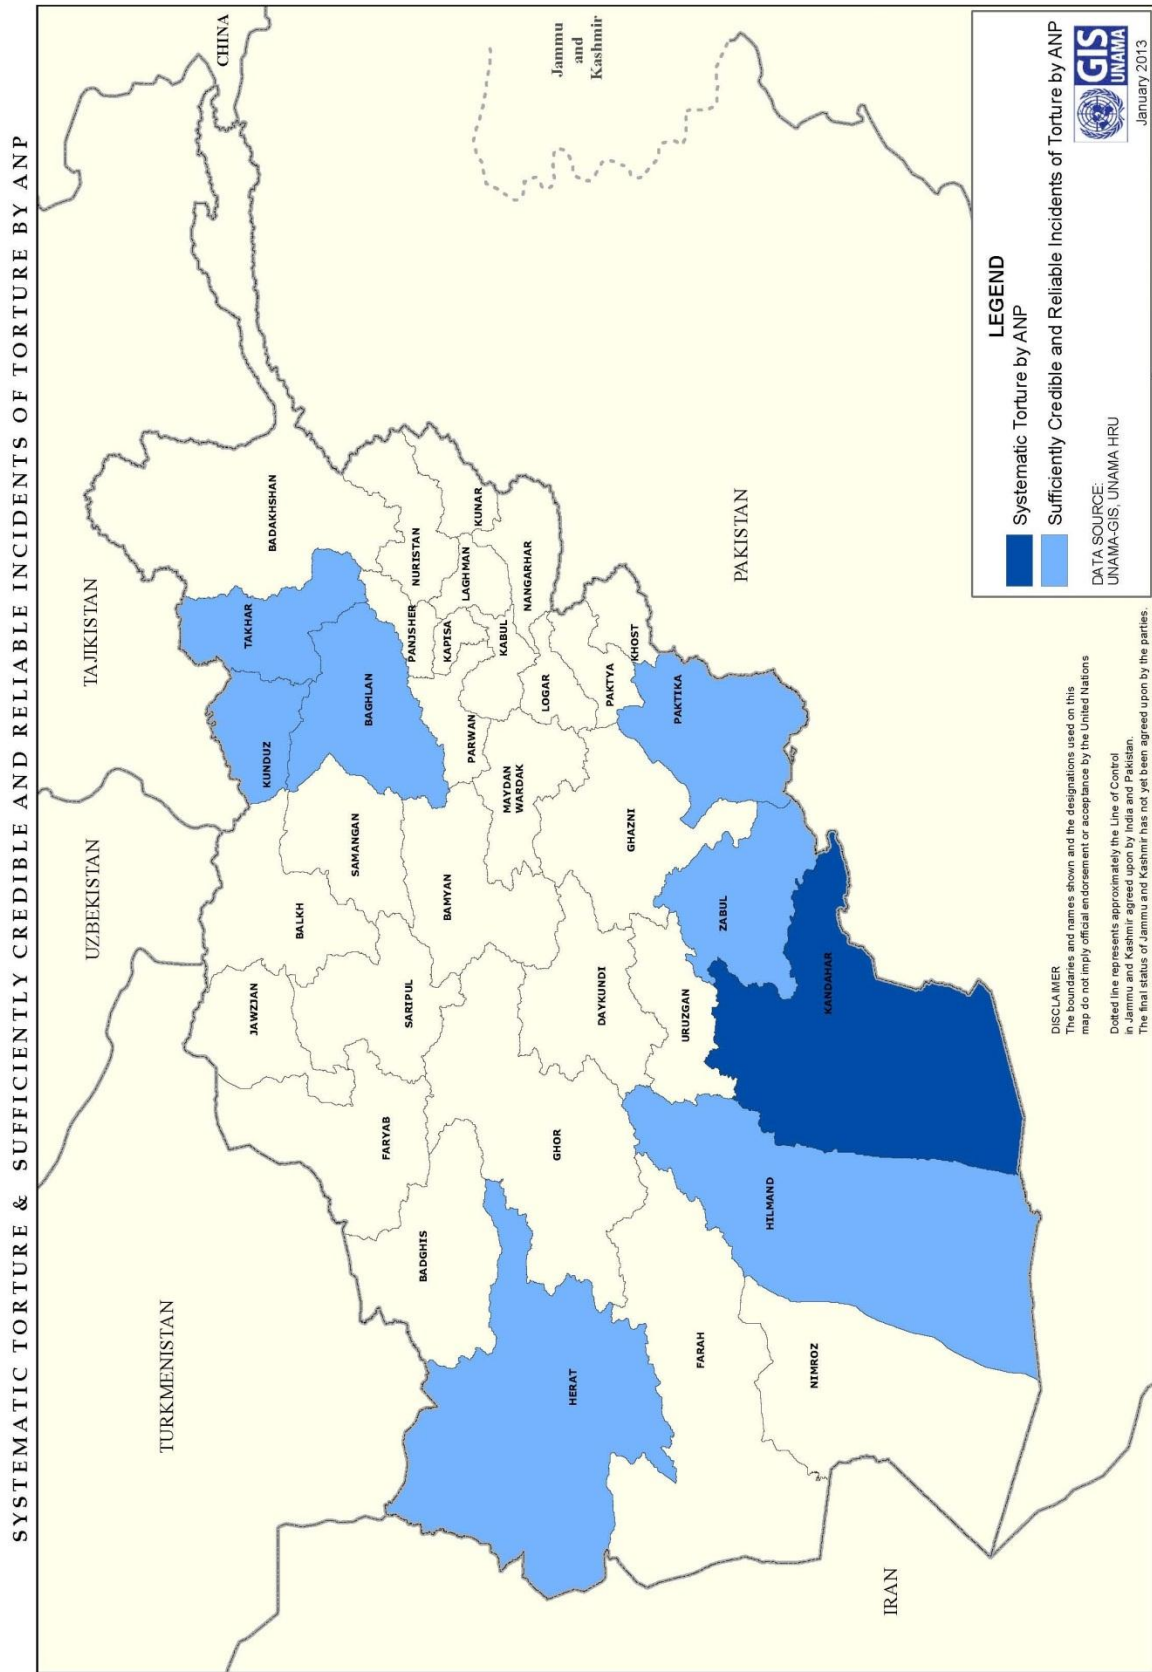 SYSTEMATIC TORTURE & SUFFICIENTLY CREDIBLE AND RELIABLE INCIDENTS OF TORTURE BY ANP
CHINA
TAJIKISTAN
UZBEKISTAN
TURKMENISTAN
Jammu
and
Kashmir
BADAKHSHAN
TAKHAR
KUNDUZ
BAGHLAN
BALKH
JAWZJAN
SAMANGAN
SARIPUL
FARYAB
BADGHIS
NURISTAN
PANJSHER
KAPISA
LAGHMAN
KUNAR
PARWAN
KABUL
NANGARHAR
BAMYAN
MAYDAN
WARDAK
LOGAR
PAKTYA
KHOST
GHOR
DAYKUNDI
GHAZNI
PAKTIKA
HERAT
URUZGAN
ZABUL
FARAH
HILMAND
KANDAHAR
NIMROZ
PAKISTAN
IRAN
LEGEND
Systematic Torture by ANP
Sufficiently Credible and Reliable Incidents of Torture by ANP
DATA SOURCE:
UNAMA-GIS, UNAMA HRU
GIS
UNAMA
January 2013
DISCLAIMER
The boundaries and names shown and the designations used on this
map do not imply official endorsement or acceptance by the United Nations
Dotted line represents approximately the Line of Control
in Jammu and Kashmir agreed upon by India and Pakistan.
The final status of Jammu and Kashmir has not yet been agreed upon by the parties.